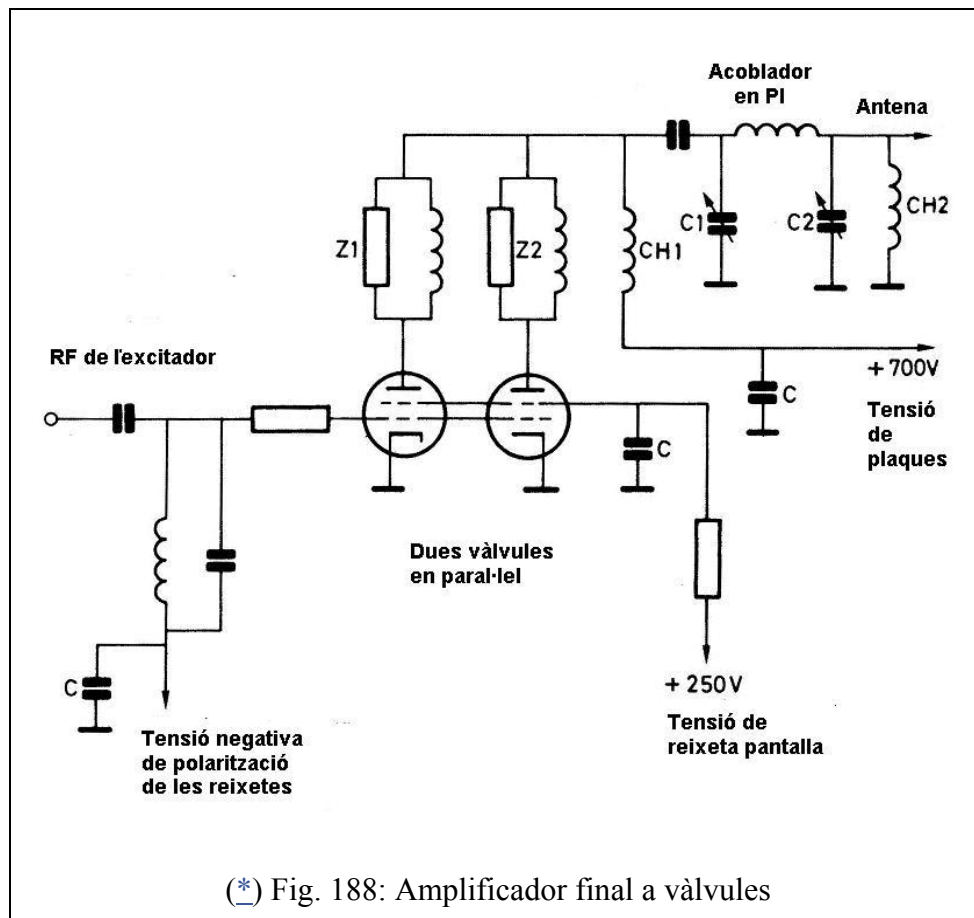 Acoblador
en PI
Antena
Z1
Z2
CH1
C1
C2
CH2
RF de l'excitador
+700V
C
Tensió
de
plaques
C
Dues vàlvules
en paral·lel
C
+250V
Tensió de
reixeta pantalla
Tensió negativa
de polarització
de les reixetes
(*) Fig. 188: Amplificador final a vàlvules